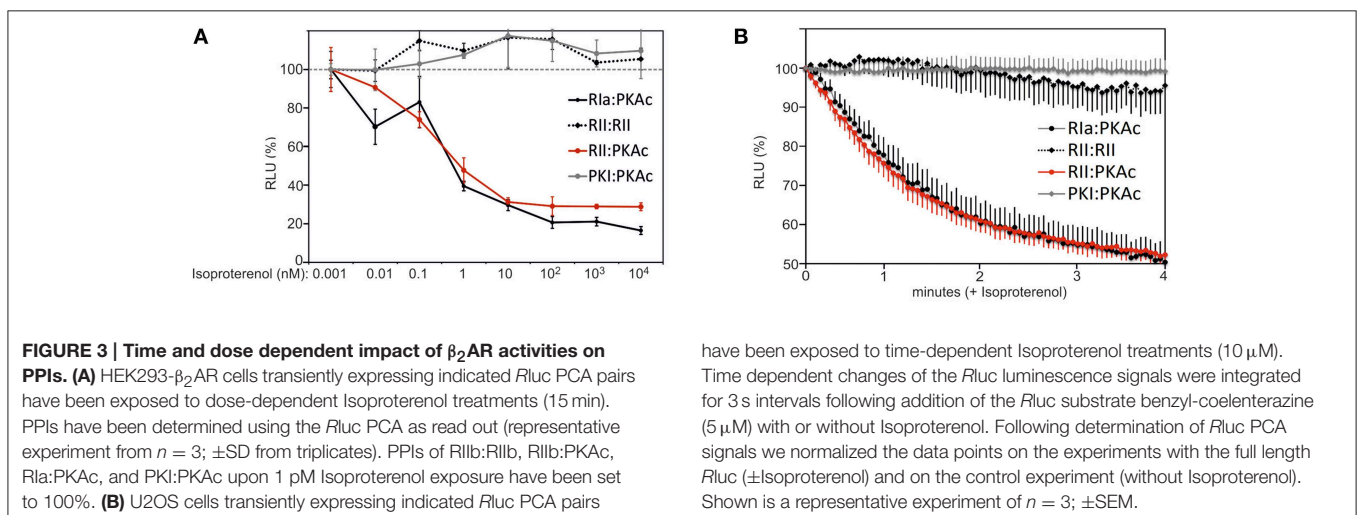 A
100
80
60
40
20
0
RLU (%)
RIa:PKAc
RII:RII
RII:PKAc
PKI:PKAc
Isoproterenol (nM): 0.001 0.01 0.1 1 10 10² 10³ 10⁴
B
100
90
80
70
60
50
RLU (%)
RIa:PKAc
RII:RII
RII:PKAc
PKI:PKAc
0 1 2 3 4
minutes (+ Isoproterenol)
FIGURE 3 | Time and dose dependent impact of β₂AR activities on
PPIs. (A) HEK293-β₂AR cells transiently expressing indicated Rluc PCA pairs
have been exposed to dose-dependent Isoproterenol treatments (15 min).
PPIs have been determined using the Rluc PCA as read out (representative
experiment from n = 3; ±SD from triplicates). PPIs of RIIb:RIIb, RIIb:PKAc,
RIa:PKAc, and PKI:PKAc upon 1 pM Isoproterenol exposure have been set
to 100%. (B) U2OS cells transiently expressing indicated Rluc PCA pairs
have been exposed to time-dependent Isoproterenol treatments (10 μM).
Time dependent changes of the Rluc luminescence signals were integrated
for 3 s intervals following addition of the Rluc substrate benzyl-coelenterazine
(5 μM) with or without Isoproterenol. Following determination of Rluc PCA
signals we normalized the data points on the experiments with the full length
Rluc (±Isoproterenol) and on the control experiment (without Isoproterenol).
Shown is a representative experiment of n = 3; ±SEM.